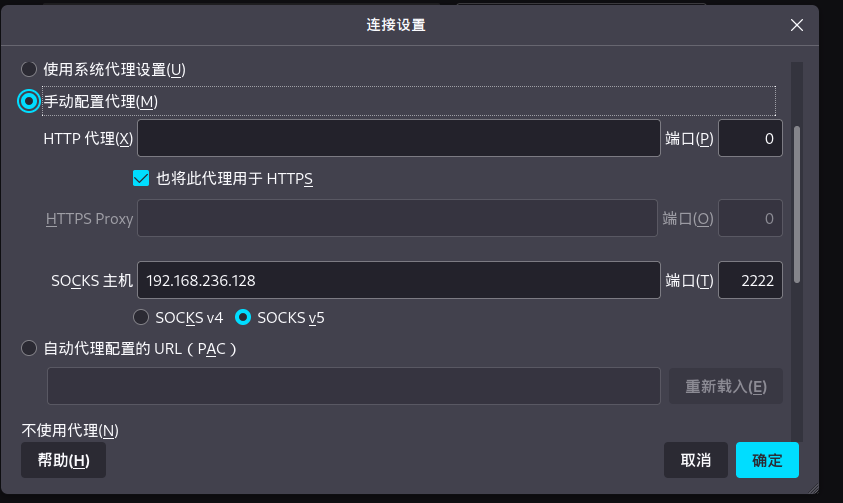 连接设置
使用系统代理设置(U)
手动配置代理(M)
HTTP 代理(X) 端口(P) 0
也将此代理用于 HTTPS
HTTPS Proxy 端口(O) 0
SOCKS 主机 192.168.236.128 端口(T) 2222
SOCKS v4 SOCKS v5
自动代理配置的 URL（PAC）
重新载入(E)
不使用代理(N)
帮助(H) 取消 确定